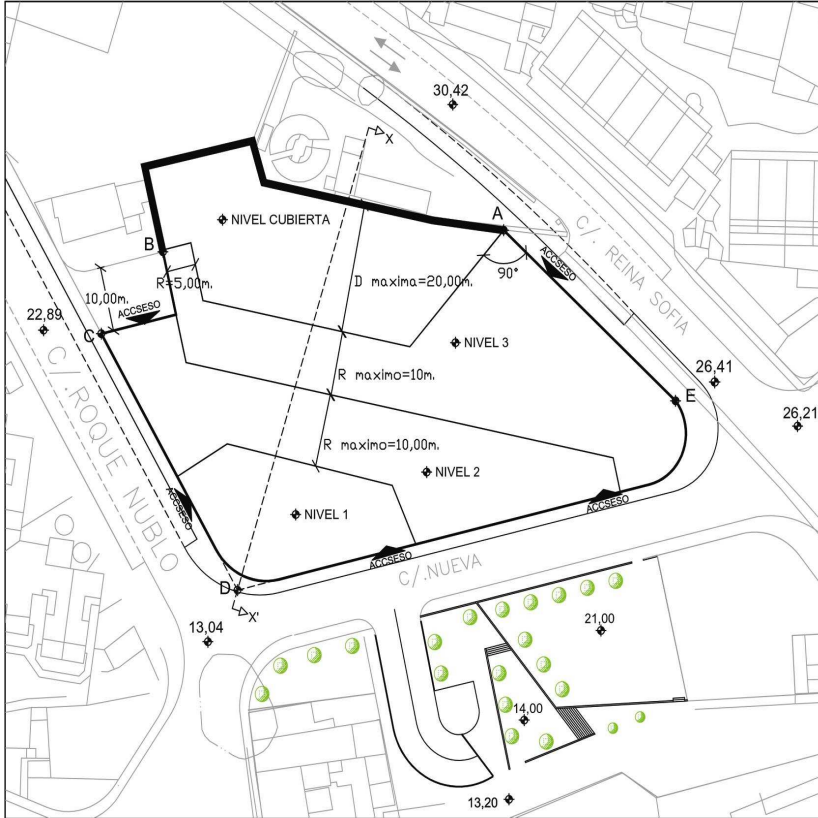 30,42
X
C/. REINA SOFIA
A
NIVEL CUBIERTA
B
ACCSESO
90°
D maxima=20,00m.
R=5,00m.
10,00m.
ACCSESO
22,89
C
NIVEL 3
C/.ROQUE NUBLO
R maximo=10m.
26,41
E
26,21
R maximo=10,00m.
NIVEL 2
ACCSESO
NIVEL 1
ACCSESO
ACCSESO
C/.NUEVA
D
X'
13,04
21,00
14,00
13,20